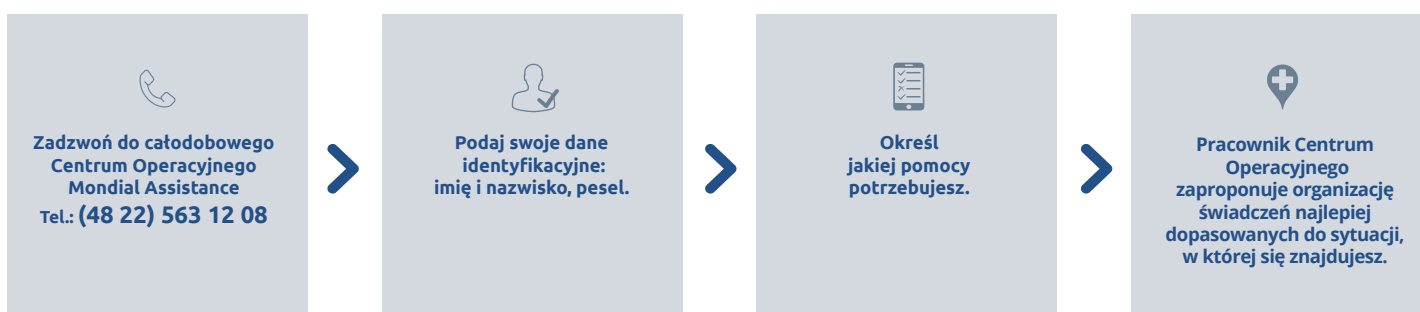 Zadzwoń do całodobowego
Centrum Operacyjnego
Mondial Assistance
Tel.: (48 22) 563 12 08
Podaj swoje dane
identyfikacyjne:
imię i nazwisko, pesel.
Określ
jakiej pomocy
potrzebujesz.
Pracownik Centrum
Operacyjnego
zaproponuje organizację
świadczeń najlepiej
dopasowanych do sytuacji,
w której się znajdujesz.